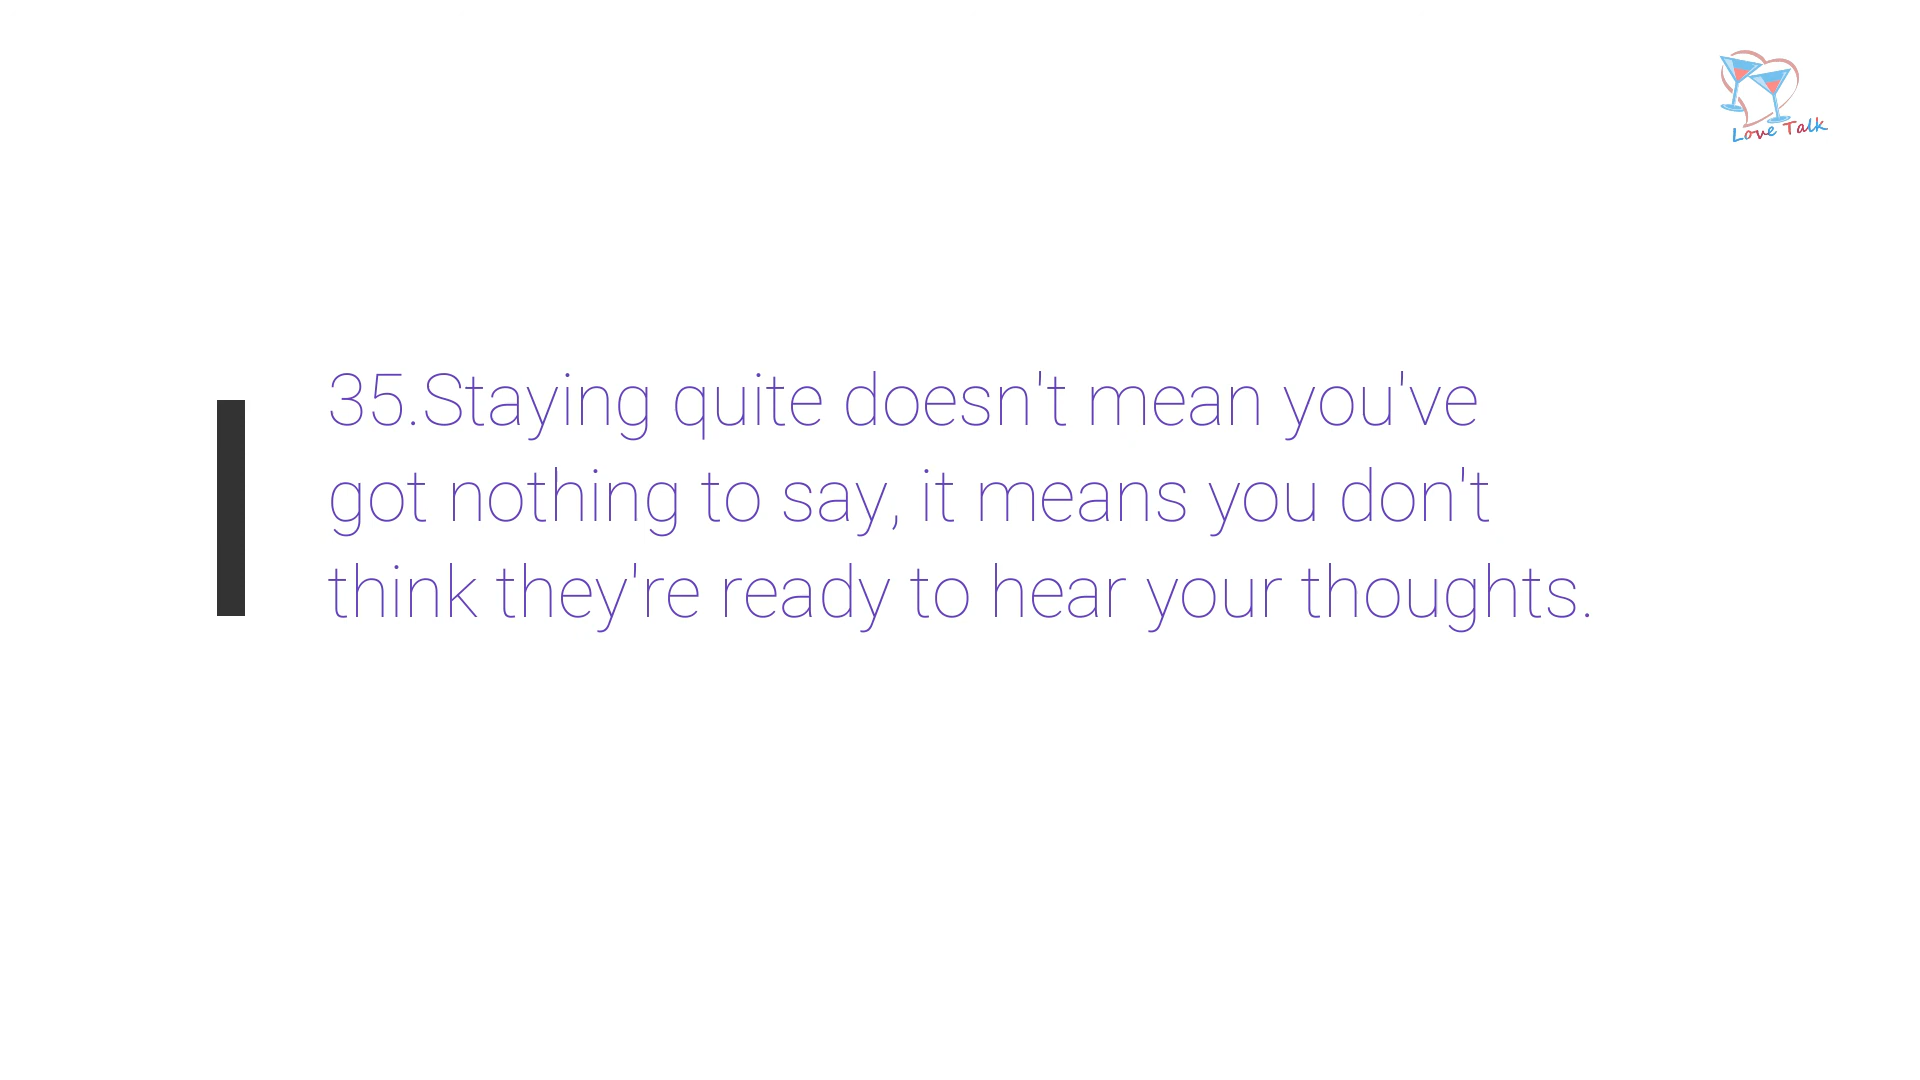 Love Talk
35.Staying quite doesn't mean you've
got nothing to say, it means you don't
think they're ready to hear your thoughts.